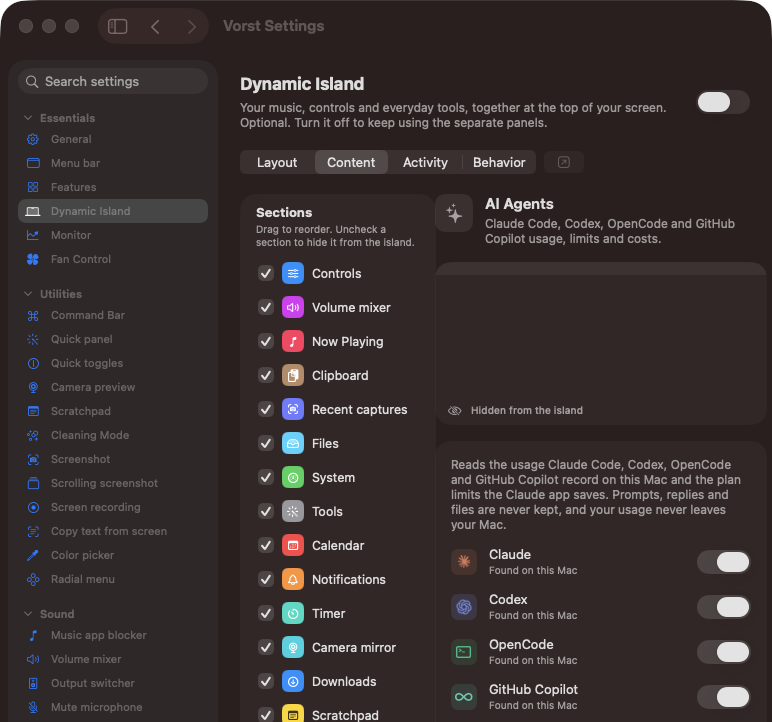 Vorst Settings
Search settings
Essentials
General
Menu bar
Features
Dynamic Island
Monitor
Fan Control
Utilities
Command Bar
Quick panel
Quick toggles
Camera preview
Scratchpad
Cleaning Mode
Screenshot
Scrolling screenshot
Screen recording
Copy text from screen
Color picker
Radial menu
Sound
Music app blocker
Volume mixer
Output switcher
Mute microphone
Dynamic Island
Your music, controls and everyday tools, together at the top of your screen.
Optional. Turn it off to keep using the separate panels.
Layout
Content
Activity
Behavior
Sections
Drag to reorder. Uncheck a
section to hide it from the island.
Controls
Volume mixer
Now Playing
Clipboard
Recent captures
Files
System
Tools
Calendar
Notifications
Timer
Camera mirror
Downloads
Scratchpad
AI Agents
Claude Code, Codex, OpenCode and GitHub
Copilot usage, limits and costs.
Hidden from the island
Reads the usage Claude Code, Codex, OpenCode
and GitHub Copilot record on this Mac and the plan
limits the Claude app saves. Prompts, replies and
files are never kept, and your usage never leaves
your Mac.
Claude
Found on this Mac
Codex
Found on this Mac
OpenCode
Found on this Mac
GitHub Copilot
Found on this Mac